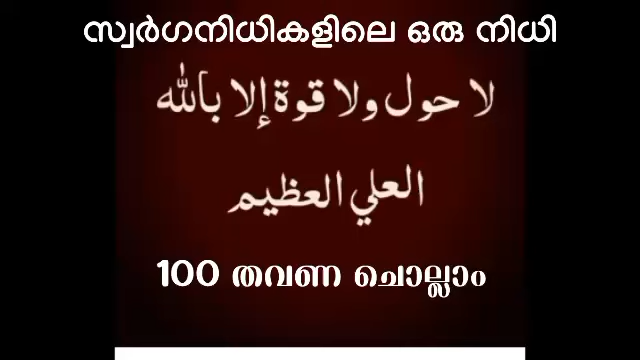 സ്വർഗനിധികളിലെ ഒരു നിധി
لا حول ولا قوة إلا بالله
العلي العظيم
100 തവണ ചൊല്ലാം